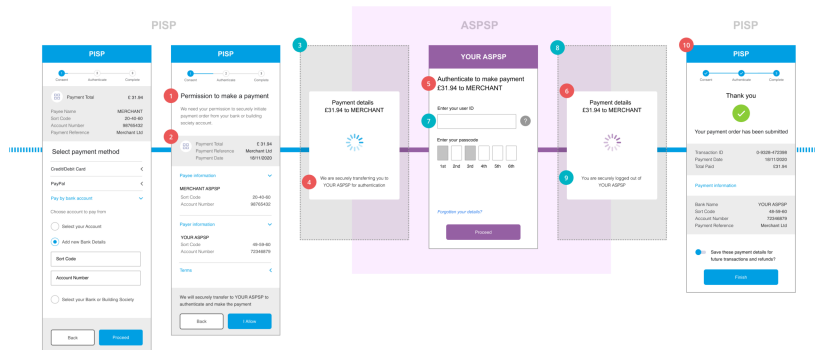 PISP
ASPSP
PISP
PISP
Consent
Authenticate
Complete
Payment Total
£ 31.94
Payee Name
MERCHANT
Sort Code
20-40-60
Account Number
98765432
Payment Reference
Merchant Ltd
Select payment method
Credit/Debit Card
PayPal
Pay by bank account
Choose account to pay from
Select your Account
Add new Bank Details
Sort Code
Account Number
Select your Bank or Building Society
Back
Proceed
PISP
Consent
Authenticate
Complete
1
Permission to make a payment
We need your permission to securely initiate
payment order from your bank or building
society account.
2
Payment Total
£ 31.94
Payment Reference
Merchant Ltd
Payment Date
16/11/2020
Payee information
MERCHANT ASPSP
Sort Code
20-40-60
Account Number
98765432
Payer information
YOUR ASPSP
Sort Code
48-59-60
Account Number
72346879
Terms
We will securely transfer to YOUR ASPSP to
authenticate and make the payment
Back
I Allow
3
Payment details
£31.94 to MERCHANT
4
We are securely transferring you to
YOUR ASPSP for authentication
YOUR ASPSP
5
Authenticate to make payment
£31.94 to MERCHANT
Enter your user ID
7
?
Enter your passcode
1st
2nd
3rd
4th
5th
6th
Forgotten your details?
Proceed
8
6
Payment details
£31.94 to MERCHANT
9
You are securely logged out of
YOUR ASPSP
10
PISP
Consent
Authenticate
Complete
Thank you
Your payment order has been submitted
Transaction ID
Payment Date
16/11/2020
Total Paid
£31.94
Payment information
Bank Name
YOUR ASPSP
Sort Code
48-59-60
Account Number
72346879
Payment Reference
Merchant Ltd
Save these payment details for
future transactions and refunds?
Finish